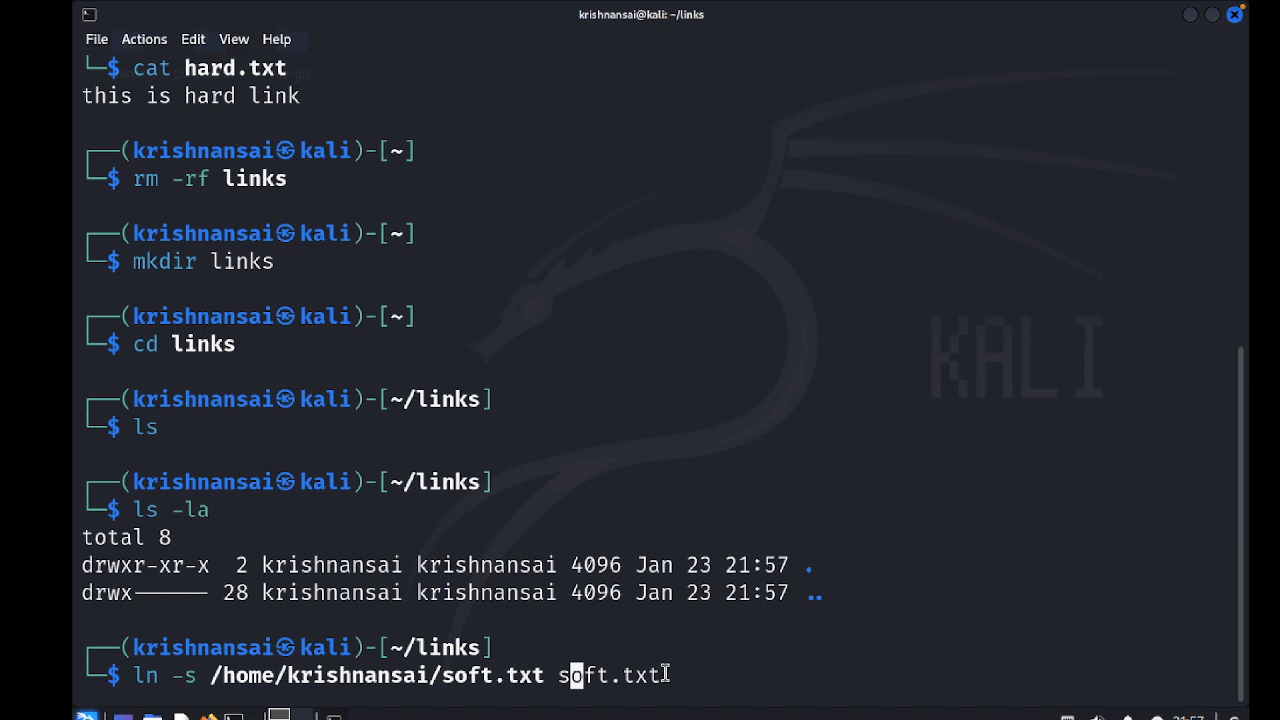 krishnansai@kali: ~/links
File Actions Edit View Help
└─$ cat hard.txt
this is hard link
┌──(krishnansai㉿kali)-[~]
└─$ rm -rf links
┌──(krishnansai㉿kali)-[~]
└─$ mkdir links
┌──(krishnansai㉿kali)-[~]
└─$ cd links
┌──(krishnansai㉿kali)-[~/links]
└─$ ls
┌──(krishnansai㉿kali)-[~/links]
└─$ ls -la
total 8
drwxr-xr-x 2 krishnansai krishnansai 4096 Jan 23 21:57 .
drwx------ 28 krishnansai krishnansai 4096 Jan 23 21:57 ..
┌──(krishnansai㉿kali)-[~/links]
└─$ ln -s /home/krishnansai/soft.txt soft.txt
KALI
21:57